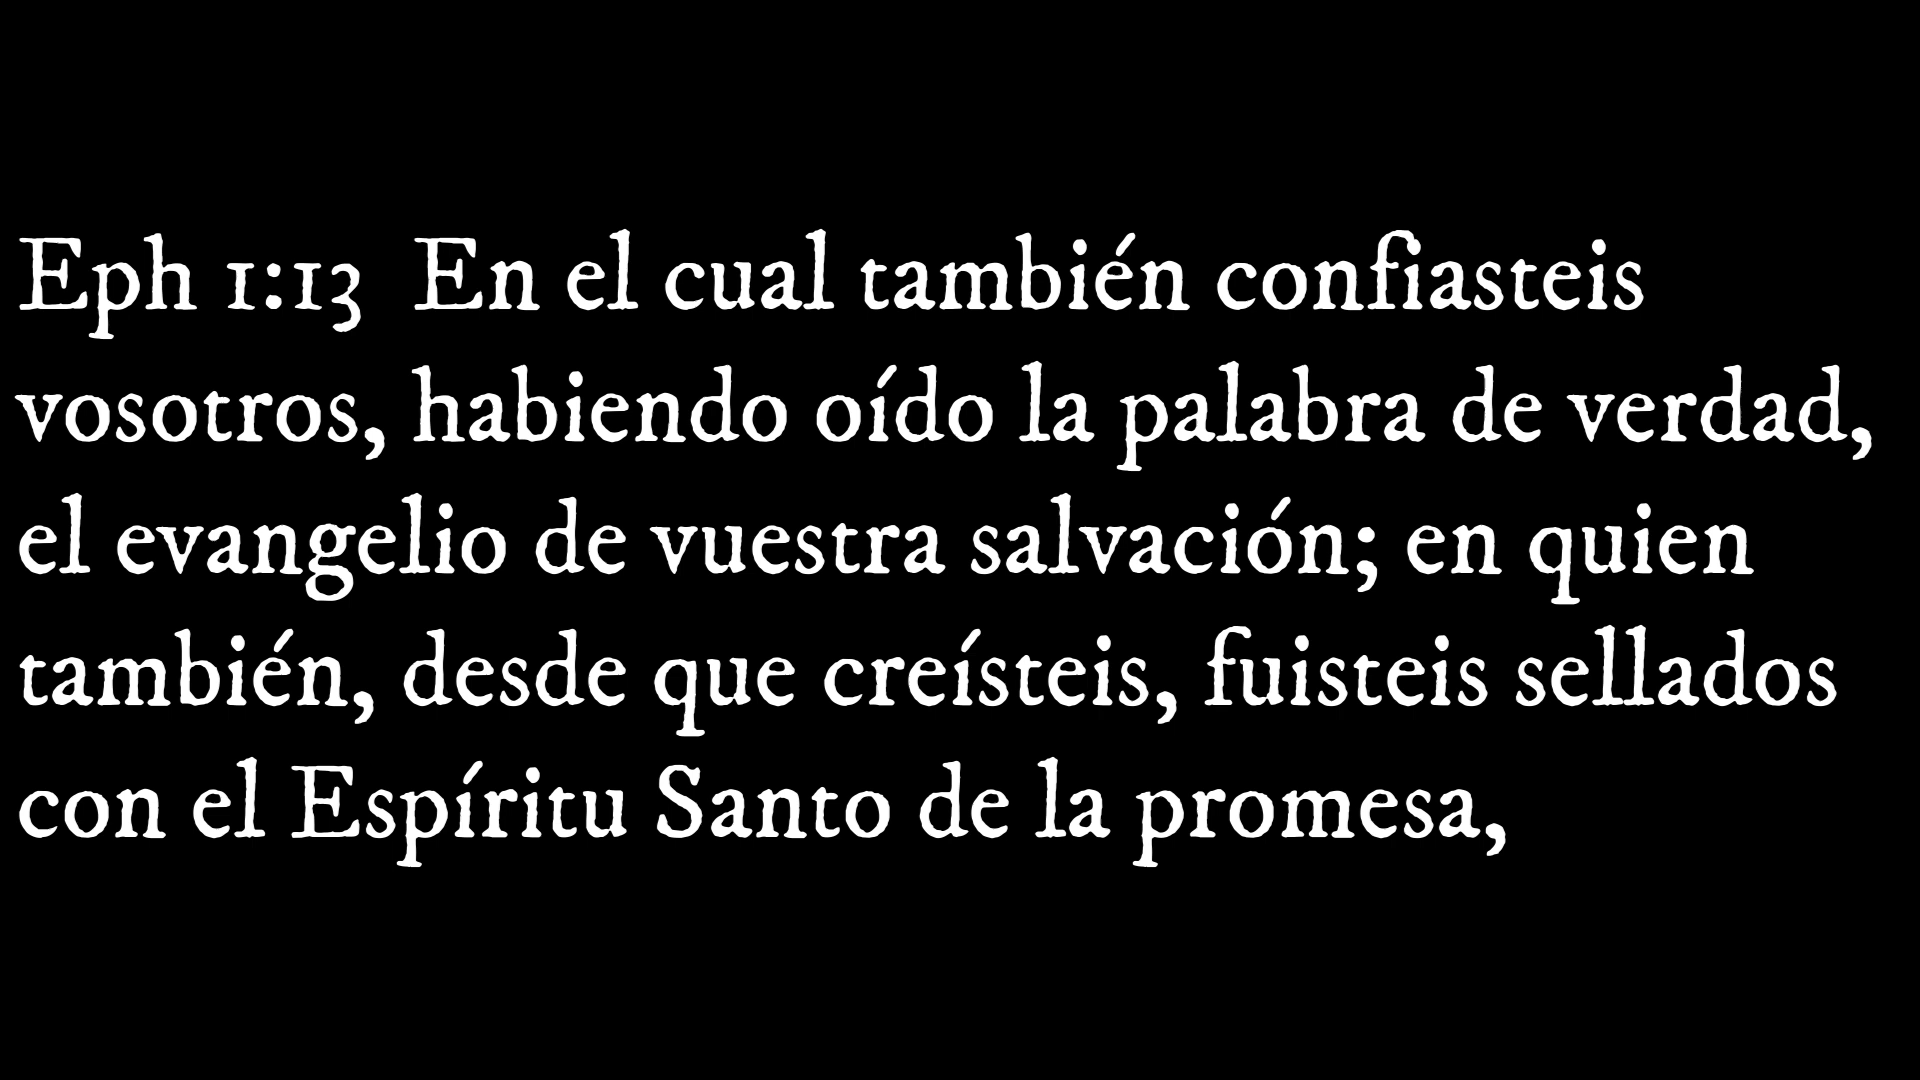 Eph 1:13  En el cual también confiasteis
vosotros, habiendo oído la palabra de verdad,
el evangelio de vuestra salvación; en quien
también, desde que creísteis, fuisteis sellados
con el Espíritu Santo de la promesa,